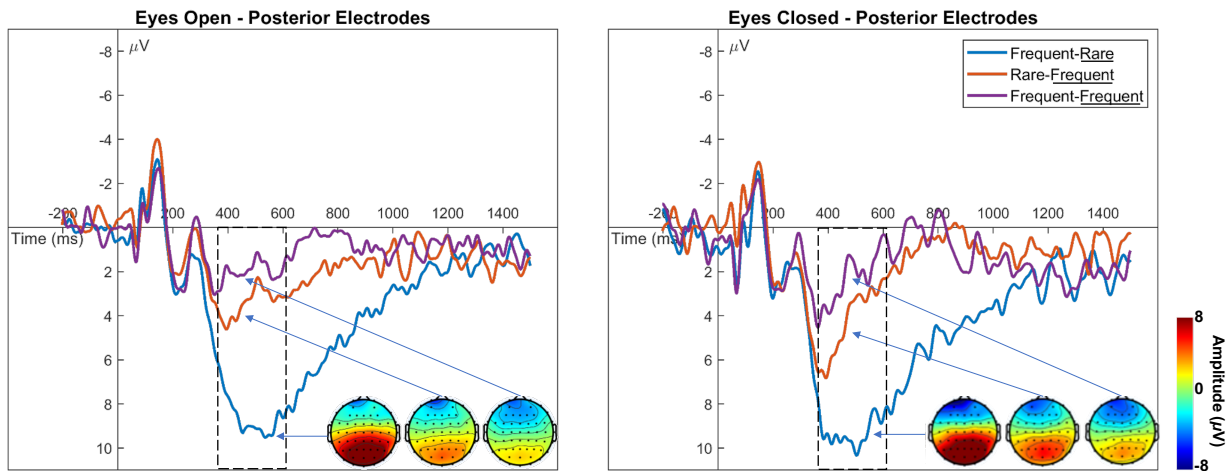 Eyes Open - Posterior Electrodes
μV
-8
-6
-4
-2
2
4
6
8
10
-200 200 400 600 800 1000 1200 1400
Time (ms)
Eyes Closed - Posterior Electrodes
μV
-8
-6
-4
-2
2
4
6
8
10
-200 200 400 600 800 1000 1200 1400
Time (ms)
Frequent-Rare
Rare-Frequent
Frequent-Frequent
8
0
-8
Amplitude (μV)